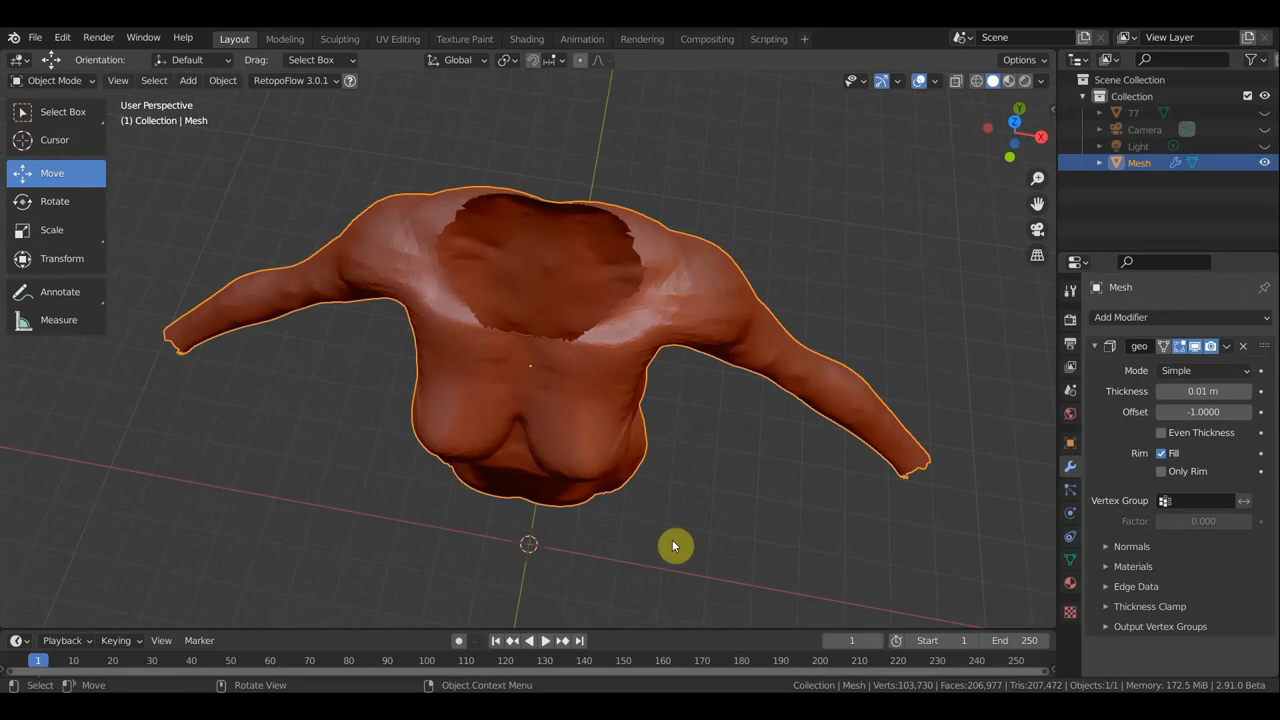 File Edit Render Window Help Layout Modeling Sculpting UV Editing Texture Paint Shading Animation Rendering Compositing Scripting + Scene View Layer
Orientation: Default Drag: Select Box Global Options
Object Mode View Select Add Object RetopoFlow 3.0.1
Scene Collection
Collection
77
Camera
Light
Mesh
Select Box
Cursor
Move
Rotate
Scale
Transform
Annotate
Measure
User Perspective
(1) Collection | Mesh
Y
Z
X
Mesh
Add Modifier
geo
Mode Simple
Thickness 0.01 m
Offset -1.0000
Even Thickness
Rim Fill
Only Rim
Vertex Group
Factor 0.000
Normals
Materials
Edge Data
Thickness Clamp
Output Vertex Groups
Playback Keying View Marker 1 Start 1 End 250
1 10 20 30 40 50 60 70 80 90 100 110 120 130 140 150 160 170 180 190 200 210 220 230 240 250
Select Move Rotate View Object Context Menu Collection | Mesh | Verts:103,730 | Faces:206,977 | Tris:207,472 | Objects:1/1 | Memory: 172.5 MiB | 2.91.0 Beta